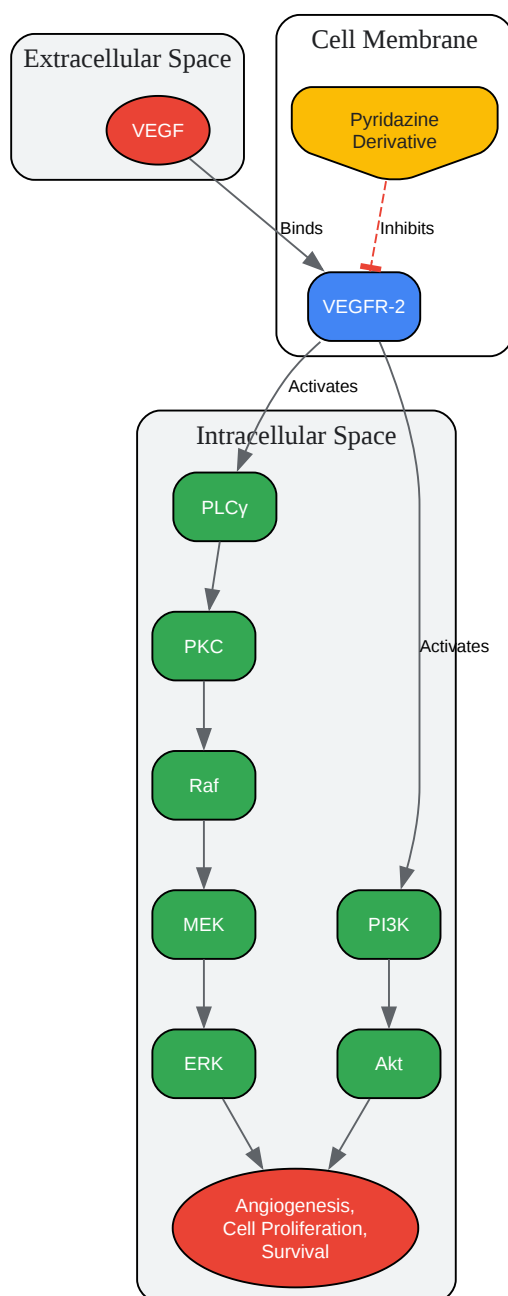 Cell Membrane
Extracellular Space
VEGF
Pyridazine
Derivative
Binds
Inhibits
VEGFR-2
Activates
Intracellular Space
PLCγ
PKC
Activates
Raf
MEK
PI3K
ERK
Akt
Angiogenesis,
Cell Proliferation,
Survival